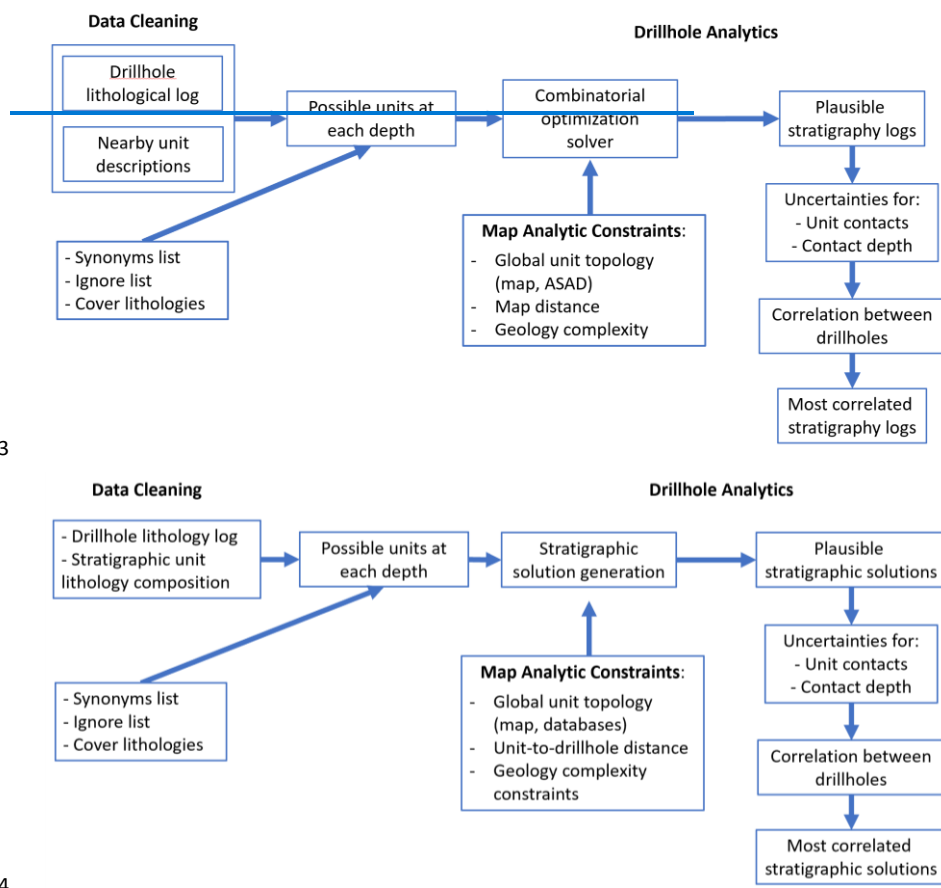 Data Cleaning
Drillhole Analytics
Drillhole
lithological log
Nearby unit
descriptions
Possible units at
each depth
Combinatorial
optimization
solver
Plausible
stratigraphy logs
- Synonyms list
- Ignore list
- Cover lithologies
Map Analytic Constraints:
- Global unit topology
(map, ASAD)
- Map distance
- Geology complexity
Uncertainties for:
- Unit contacts
- Contact depth
Correlation between
drillholes
Most correlated
stratigraphy logs
3
Data Cleaning
Drillhole Analytics
- Drillhole lithology log
- Stratigraphic unit
lithology composition
Possible units at
each depth
Stratigraphic
solution generation
Plausible
stratigraphic solutions
- Synonyms list
- Ignore list
- Cover lithologies
Map Analytic Constraints:
- Global unit topology
(map, databases)
- Unit-to-drillhole distance
- Geology complexity
constraints
Uncertainties for:
- Unit contacts
- Contact depth
Correlation between
drillholes
Most correlated
stratigraphic solutions
4